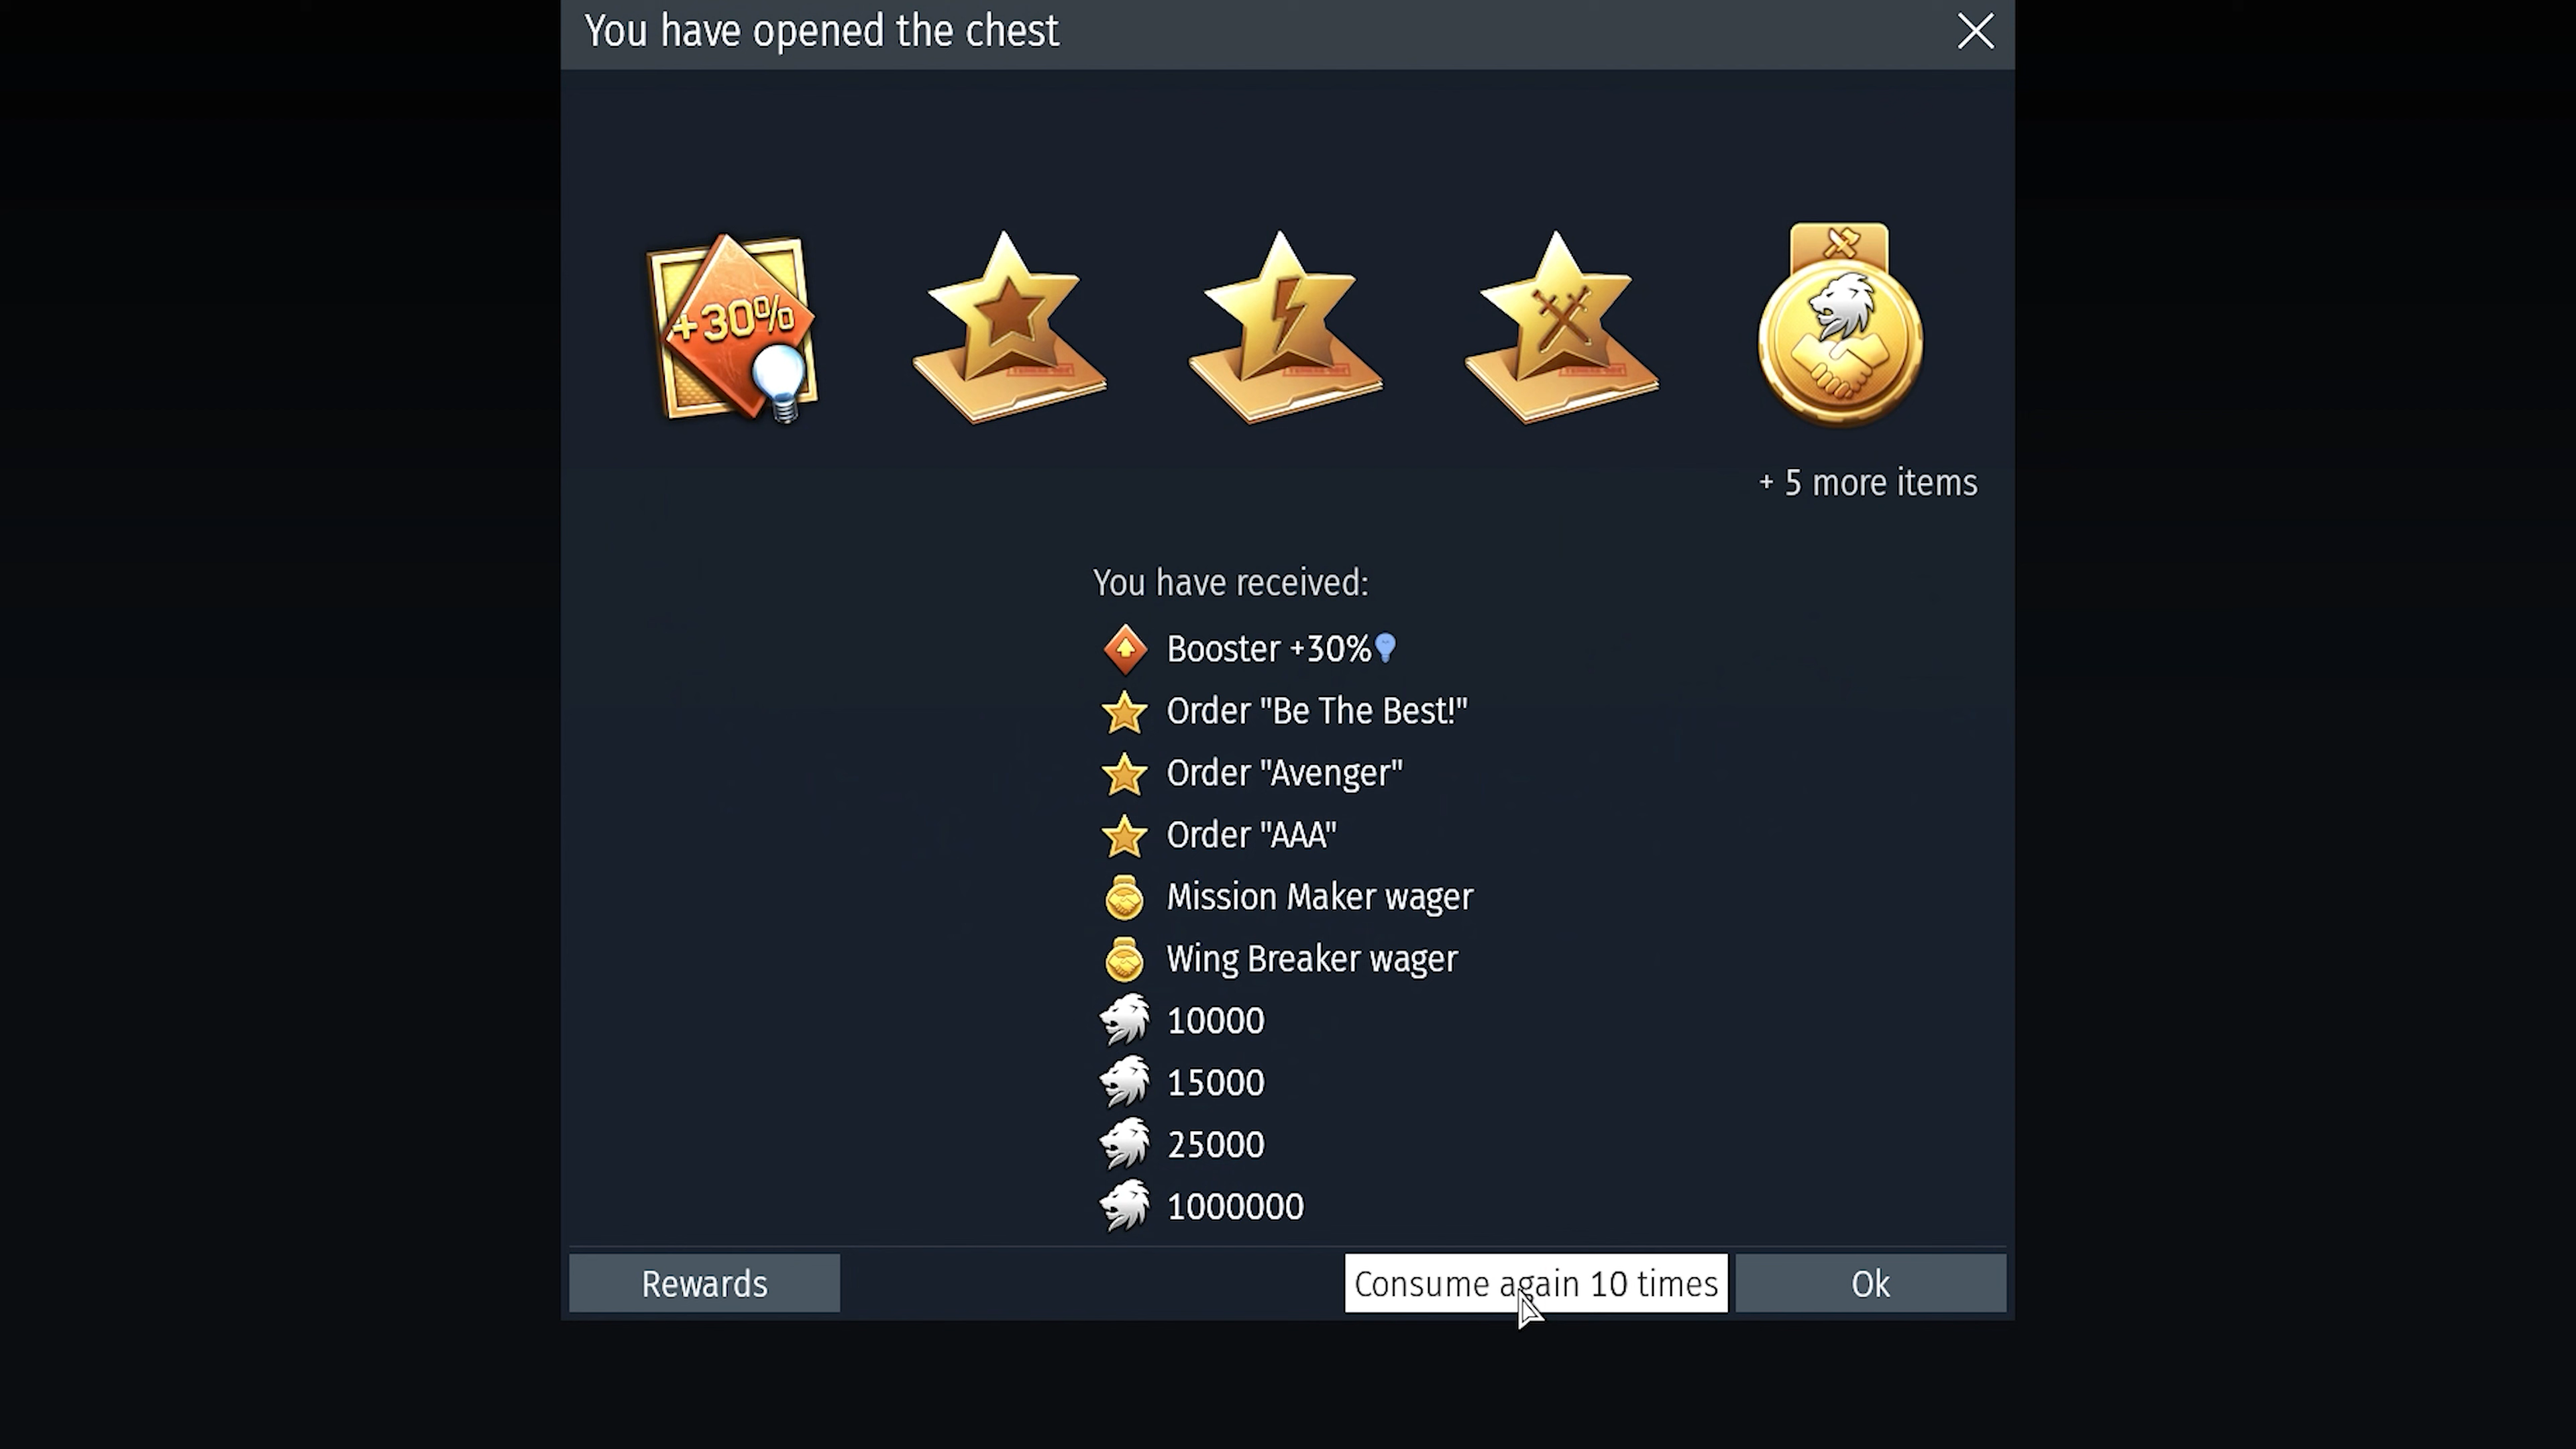 You have opened the chest
+30%
+ 5 more items
You have received:
Booster +30%
Order "Be The Best!"
Order "Avenger"
Order "AAA"
Mission Maker wager
Wing Breaker wager
10000
15000
25000
1000000
Rewards
Consume again 10 times
Ok